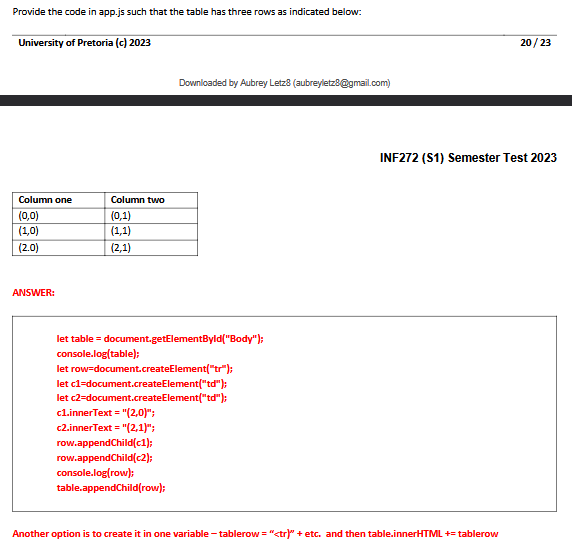 Provide the code in app.js such that the table has three rows as indicated below:
University of Pretoria (c) 2023 20 / 23
Downloaded by Aubrey Letz8 (aubreyletz8@gmail.com)
INF272 (S1) Semester Test 2023
Column one Column two
(0,0) (0,1)
(1,0) (1,1)
(2.0) (2,1)
ANSWER:
let table = document.getElementById("Body");
console.log(table);
let row=document.createElement("tr");
let c1=document.createElement("td");
let c2=document.createElement("td");
c1.innerText = "(2,0)";
c2.innerText = "(2,1)";
row.appendChild(c1);
row.appendChild(c2);
console.log(row);
table.appendChild(row);
Another option is to create it in one variable – tablerow = "<tr)" + etc. and then table.innerHTML += tablerow